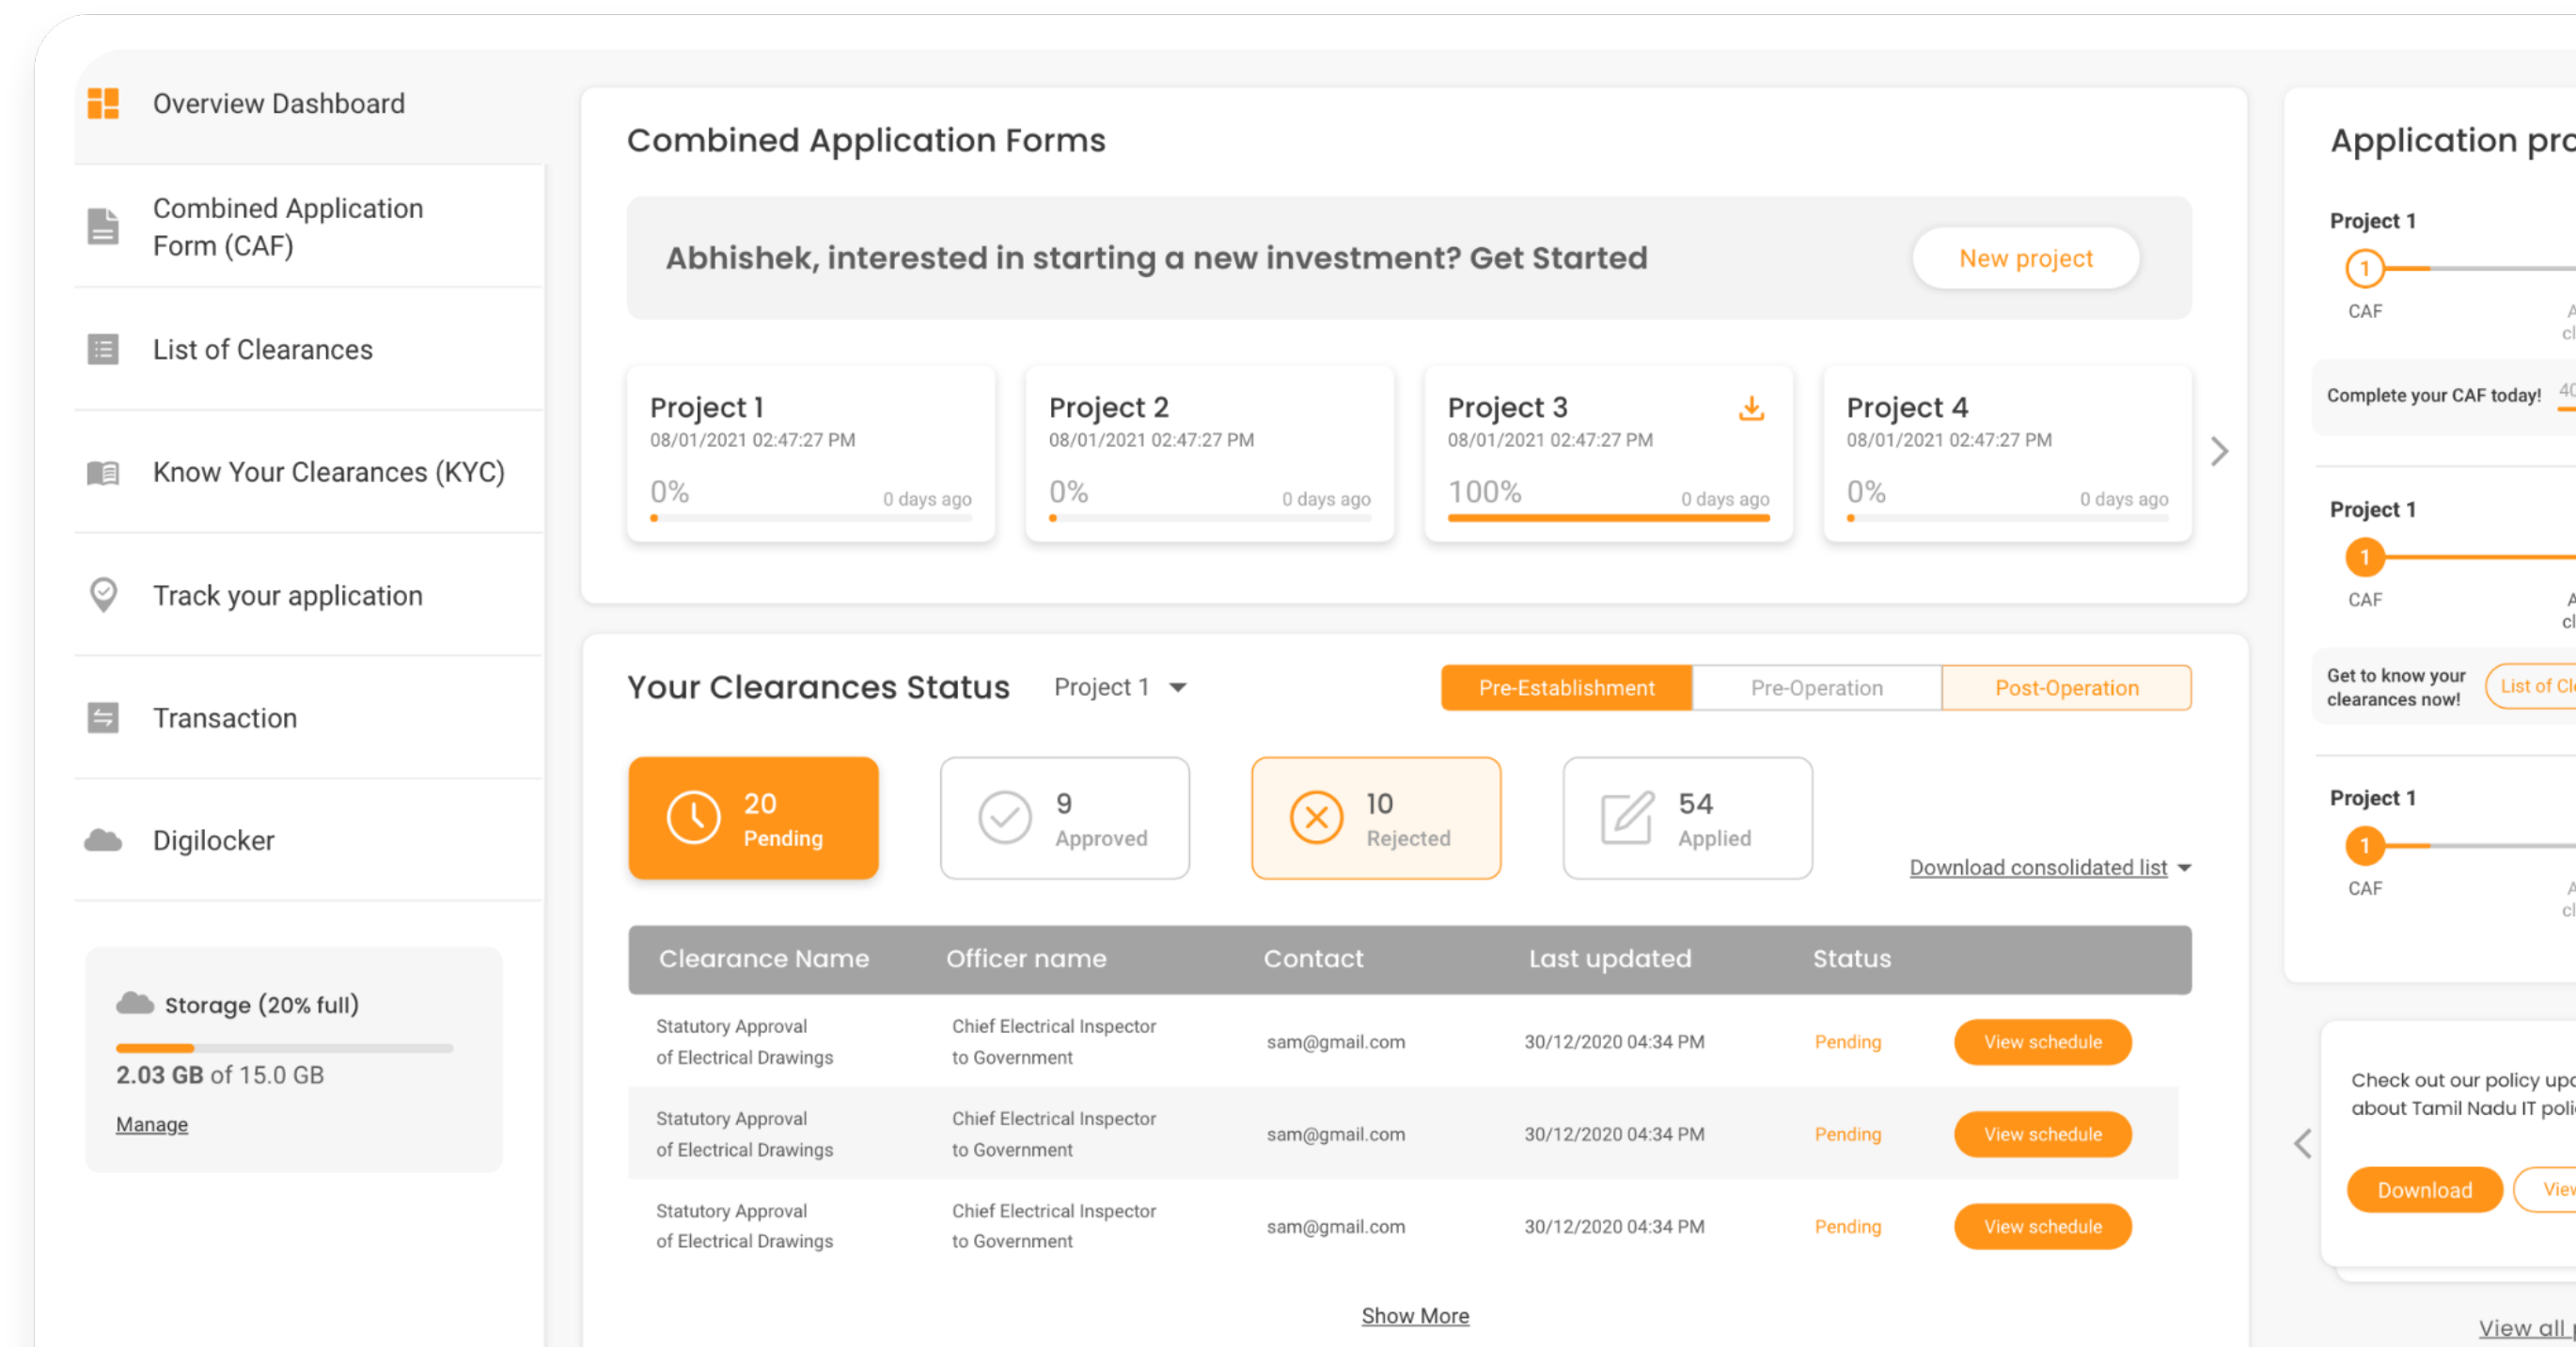 Overview Dashboard
Combined Application
Form (CAF)
List of Clearances
Know Your Clearances (KYC)
Track your application
Transaction
Digilocker
Storage (20% full)
2.03 GB of 15.0 GB
Manage
Combined Application Forms
Abhishek, interested in starting a new investment? Get Started
New project
Project 1
08/01/2021 02:47:27 PM
0% 0 days ago
Project 2
08/01/2021 02:47:27 PM
0% 0 days ago
Project 3
08/01/2021 02:47:27 PM
100% 0 days ago
Project 4
08/01/2021 02:47:27 PM
0% 0 days ago
Your Clearances Status Project 1
Pre-Establishment Pre-Operation Post-Operation
20
Pending
9
Approved
10
Rejected
54
Applied
Download consolidated list
Clearance Name Officer name Contact Last updated Status
Statutory Approval
of Electrical Drawings
Chief Electrical Inspector
to Government
sam@gmail.com
30/12/2020 04:34 PM
Pending
View schedule
Statutory Approval
of Electrical Drawings
Chief Electrical Inspector
to Government
sam@gmail.com
30/12/2020 04:34 PM
Pending
View schedule
Statutory Approval
of Electrical Drawings
Chief Electrical Inspector
to Government
sam@gmail.com
30/12/2020 04:34 PM
Pending
View schedule
Show More
Application
Project 1
1
CAF
Complete your CAF today!
Project 1
1
CAF
Get to know your
clearances now!
List of
Project 1
1
CAF
Check out our policy
about Tamil Nadu IT
Download
View all